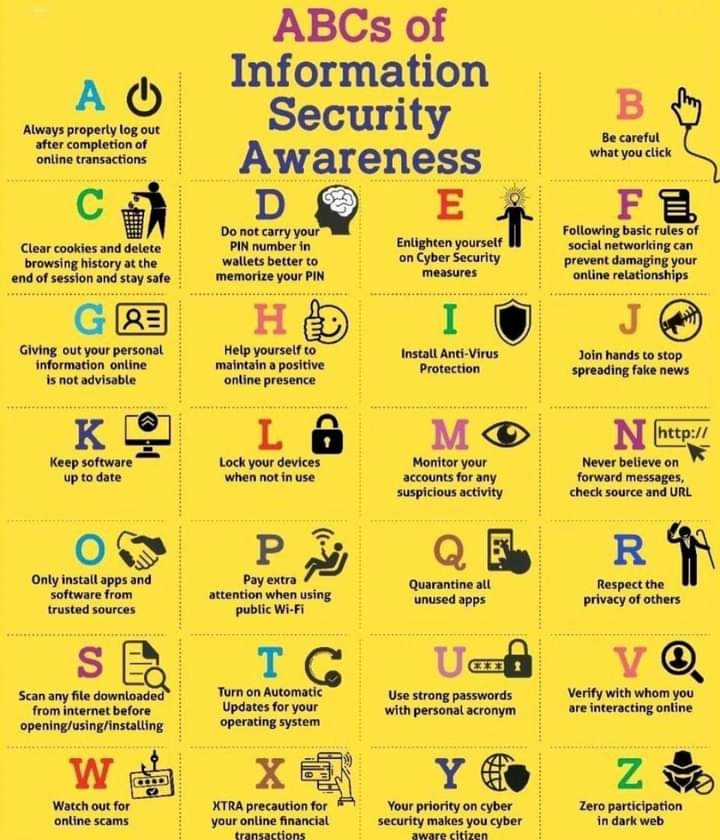 ABCs of
Information
Security
Awareness
A
Always properly log out
after completion of
online transactions
B
Be careful
what you click
C
Clear cookies and delete
browsing history at the
end of session and stay safe
D
Do not carry your
PIN number in
wallets better to
memorize your PIN
E
Enlighten yourself
on Cyber Security
measures
F
Following basic rules of
social networking can
prevent damaging your
online relationships
G
Giving out your personal
information online
is not advisable
H
Help yourself to
maintain a positive
online presence
I
Install Anti-Virus
Protection
J
Join hands to stop
spreading fake news
K
Keep software
up to date
L
Lock your devices
when not in use
M
Monitor your
accounts for any
suspicious activity
N
http://
Never believe on
forward messages,
check source and URL
O
Only install apps and
software from
trusted sources
P
Pay extra
attention when using
public Wi-Fi
Q
Quarantine all
unused apps
R
Respect the
privacy of others
S
Scan any file downloaded
from internet before
opening/using/installing
T
Turn on Automatic
Updates for your
operating system
U
***
Use strong passwords
with personal acronym
V
Verify with whom you
are interacting online
W
Watch out for
online scams
X
XTRA precaution for
your online financial
transactions
Y
Your priority on cyber
security makes you cyber
aware citizen
Z
Zero participation
in dark web